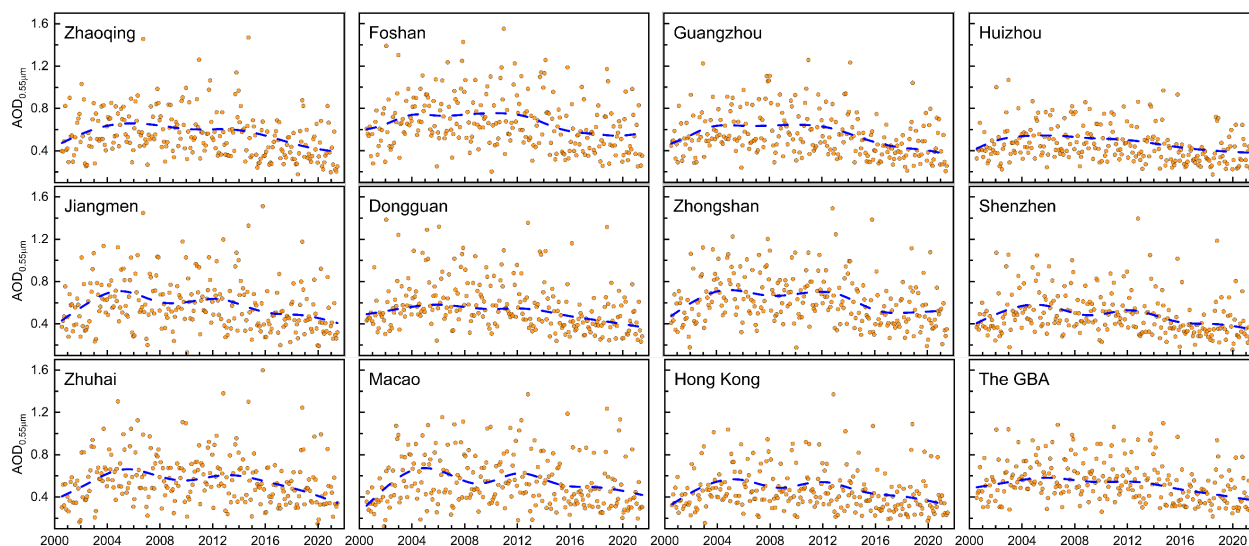 1.6
1.2
0.8
0.4
AOD0.55μm
Zhaoqing
Foshan
Guangzhou
Huizhou
1.6
1.2
0.8
0.4
AOD0.55μm
Jiangmen
Dongguan
Zhongshan
Shenzhen
1.6
1.2
0.8
0.4
AOD0.55μm
Zhuhai
Macao
Hong Kong
The GBA
2000 2004 2008 2012 2016 2020 2000 2004 2008 2012 2016 2020 2000 2004 2008 2012 2016 2020 2000 2004 2008 2012 2016 2020